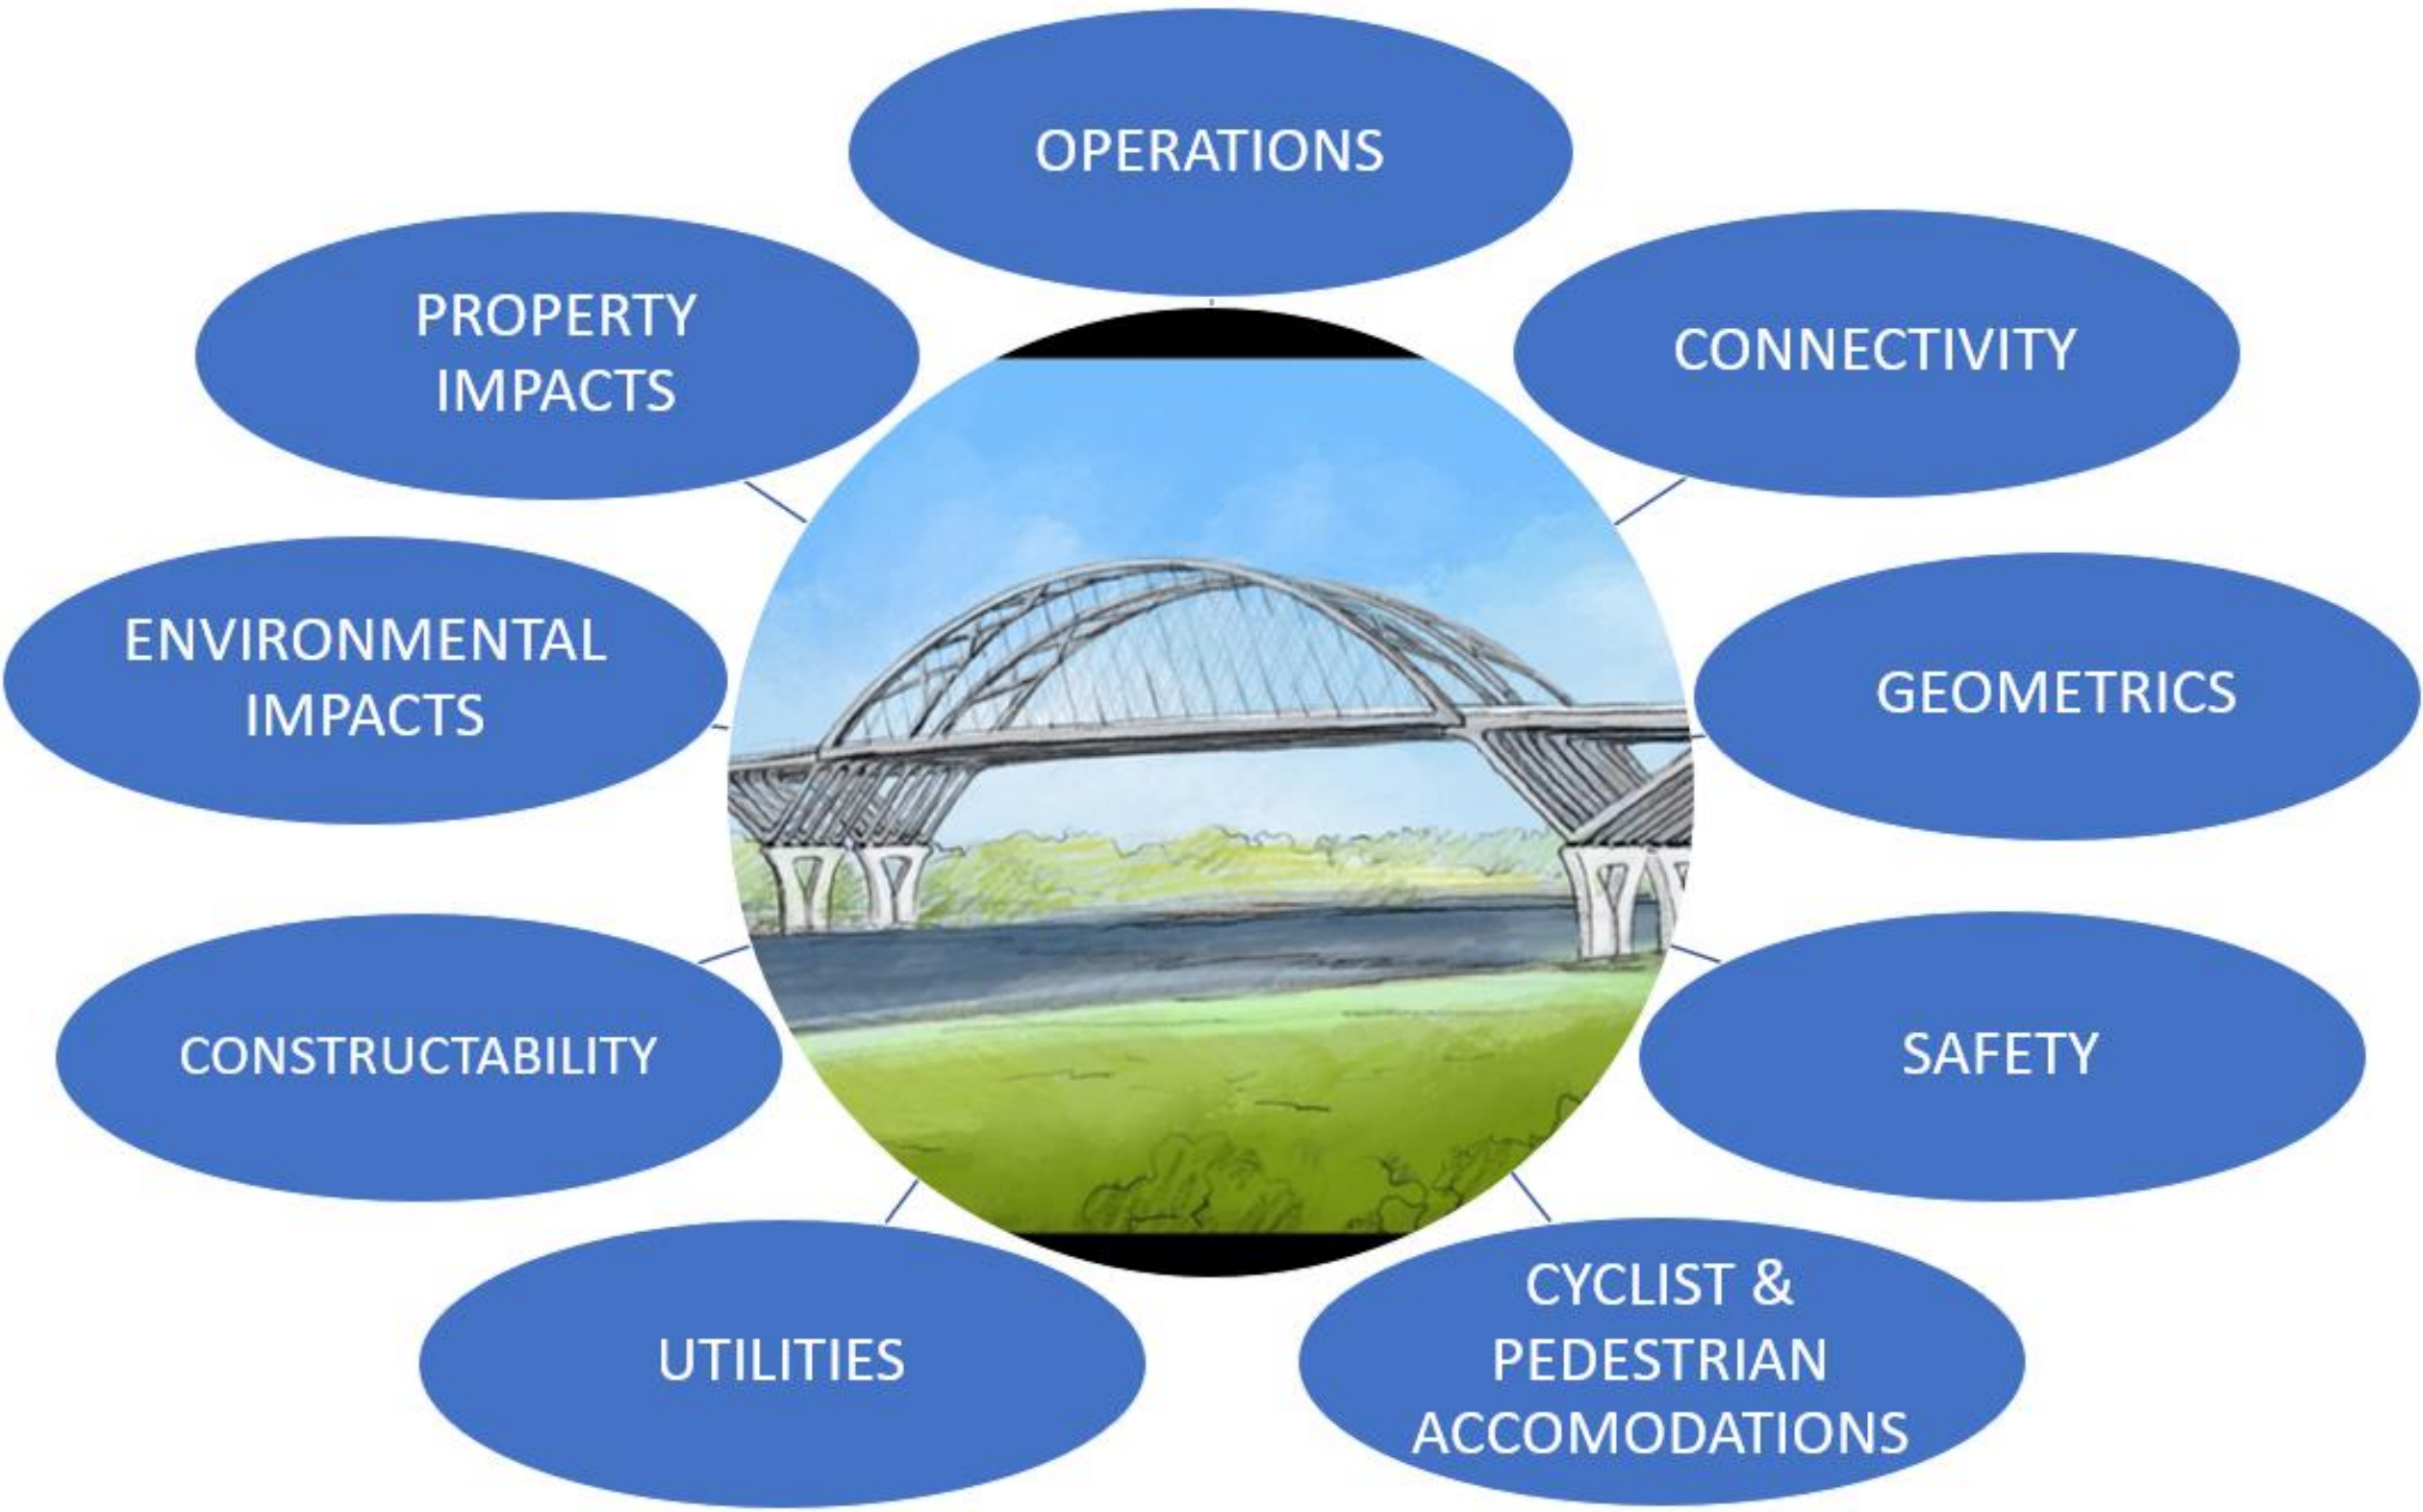 OPERATIONS
CONNECTIVITY
GEOMETRICS
SAFETY
CYCLIST &
PEDESTRIAN
ACCOMODATIONS
UTILITIES
CONSTRUCTABILITY
ENVIRONMENTAL
IMPACTS
PROPERTY
IMPACTS